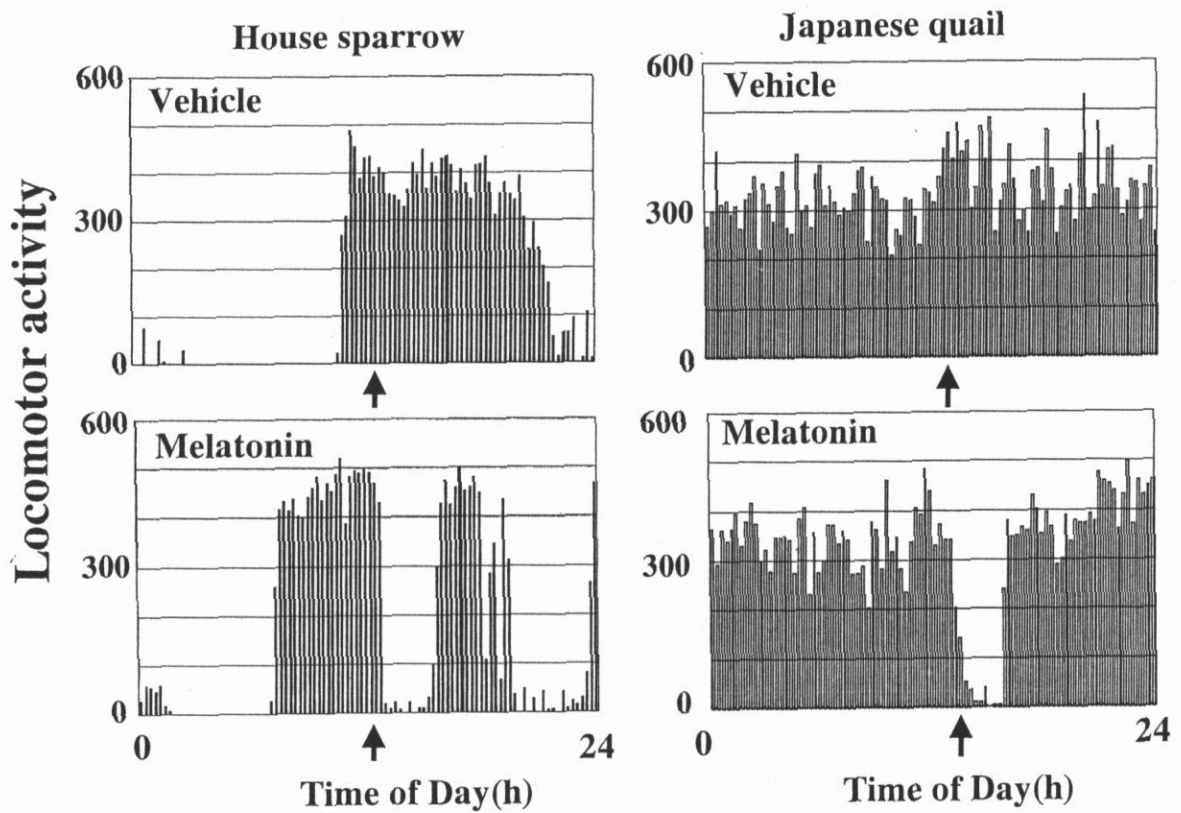 House sparrow
Japanese quail
Locomotor activity
600
Vehicle
300
0
600
Vehicle
300
0
600
Melatonin
300
0
0
24
Time of Day(h)
600
Melatonin
300
0
0
24
Time of Day(h)